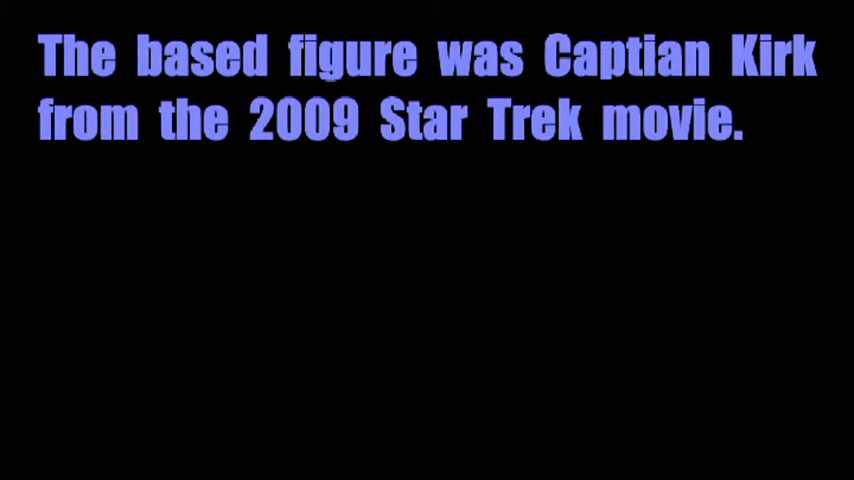 The based figure was Captian Kirk
from the 2009 Star Trek movie.